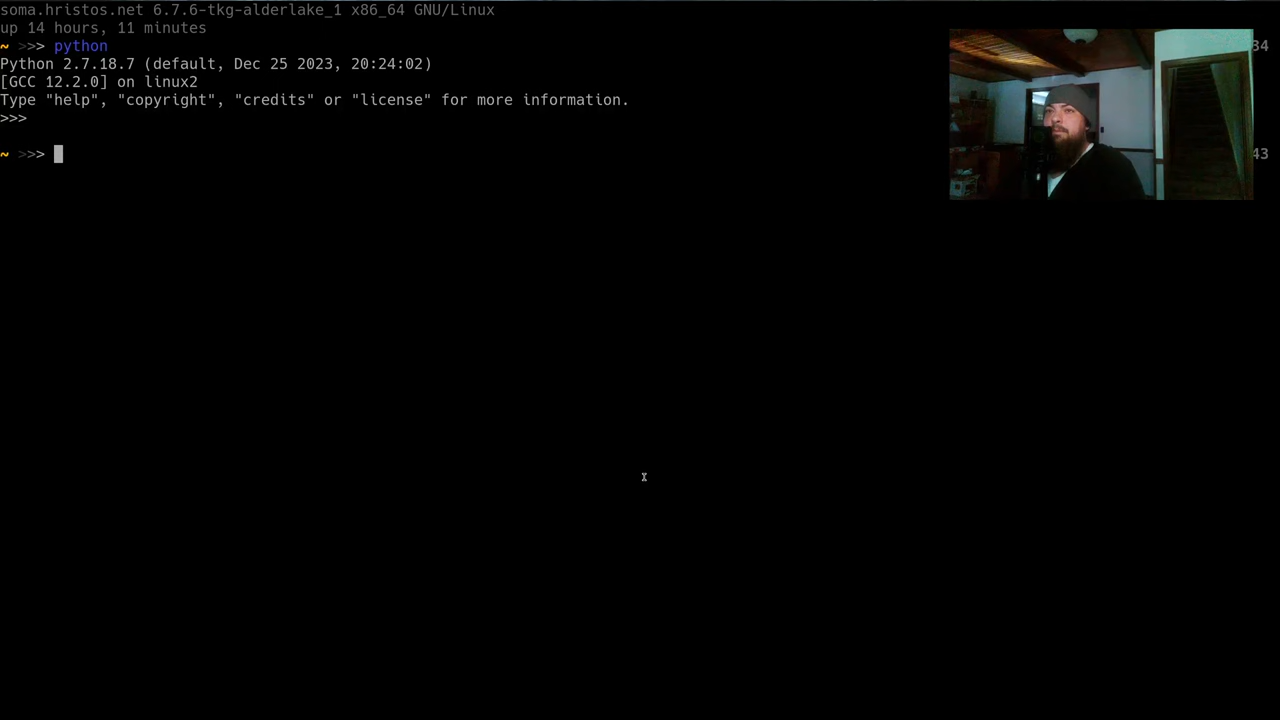 soma.hristos.net 6.7.6-tkg-alderlake_1 x86_64 GNU/Linux
up 14 hours, 11 minutes
~ >>> python
34
Python 2.7.18.7 (default, Dec 25 2023, 20:24:02)
[GCC 12.2.0] on linux2
Type "help", "copyright", "credits" or "license" for more information.
>>>
~ >>>
43